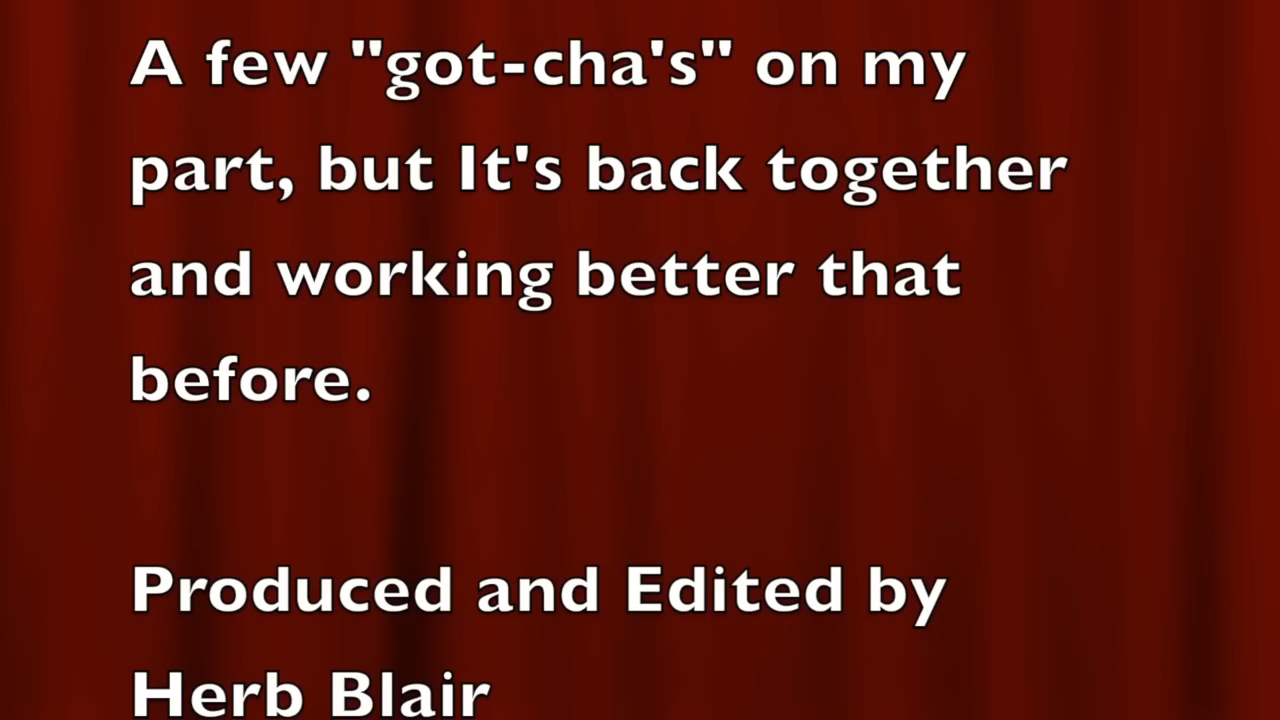 A few "got-cha's" on my
part, but It's back together
and working better that
before.
Produced and Edited by
Herb Blair